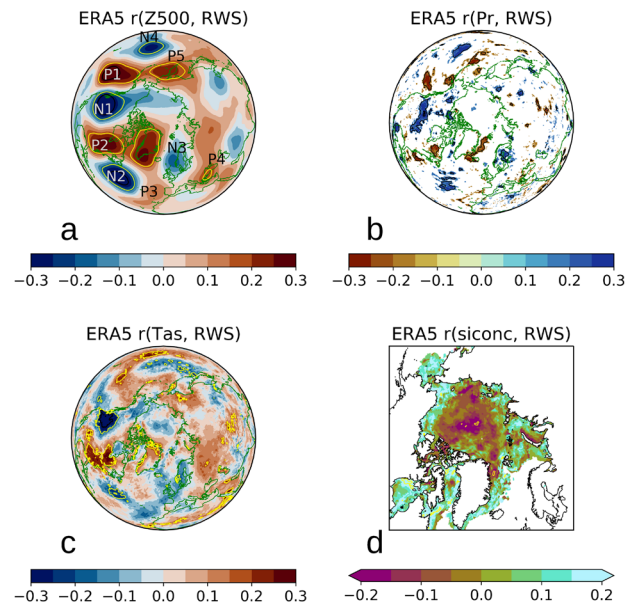 ERA5 r(Z500, RWS)
ERA5 r(Pr, RWS)
N4
P5
P1
N1
P2
N3
P4
N2
P3
a
b
−0.3 −0.2 −0.1 0.0 0.1 0.2 0.3
−0.3 −0.2 −0.1 0.0 0.1 0.2 0.3
ERA5 r(Tas, RWS)
ERA5 r(siconc, RWS)
c
d
−0.3 −0.2 −0.1 0.0 0.1 0.2 0.3
−0.2 −0.1 0.0 0.1 0.2